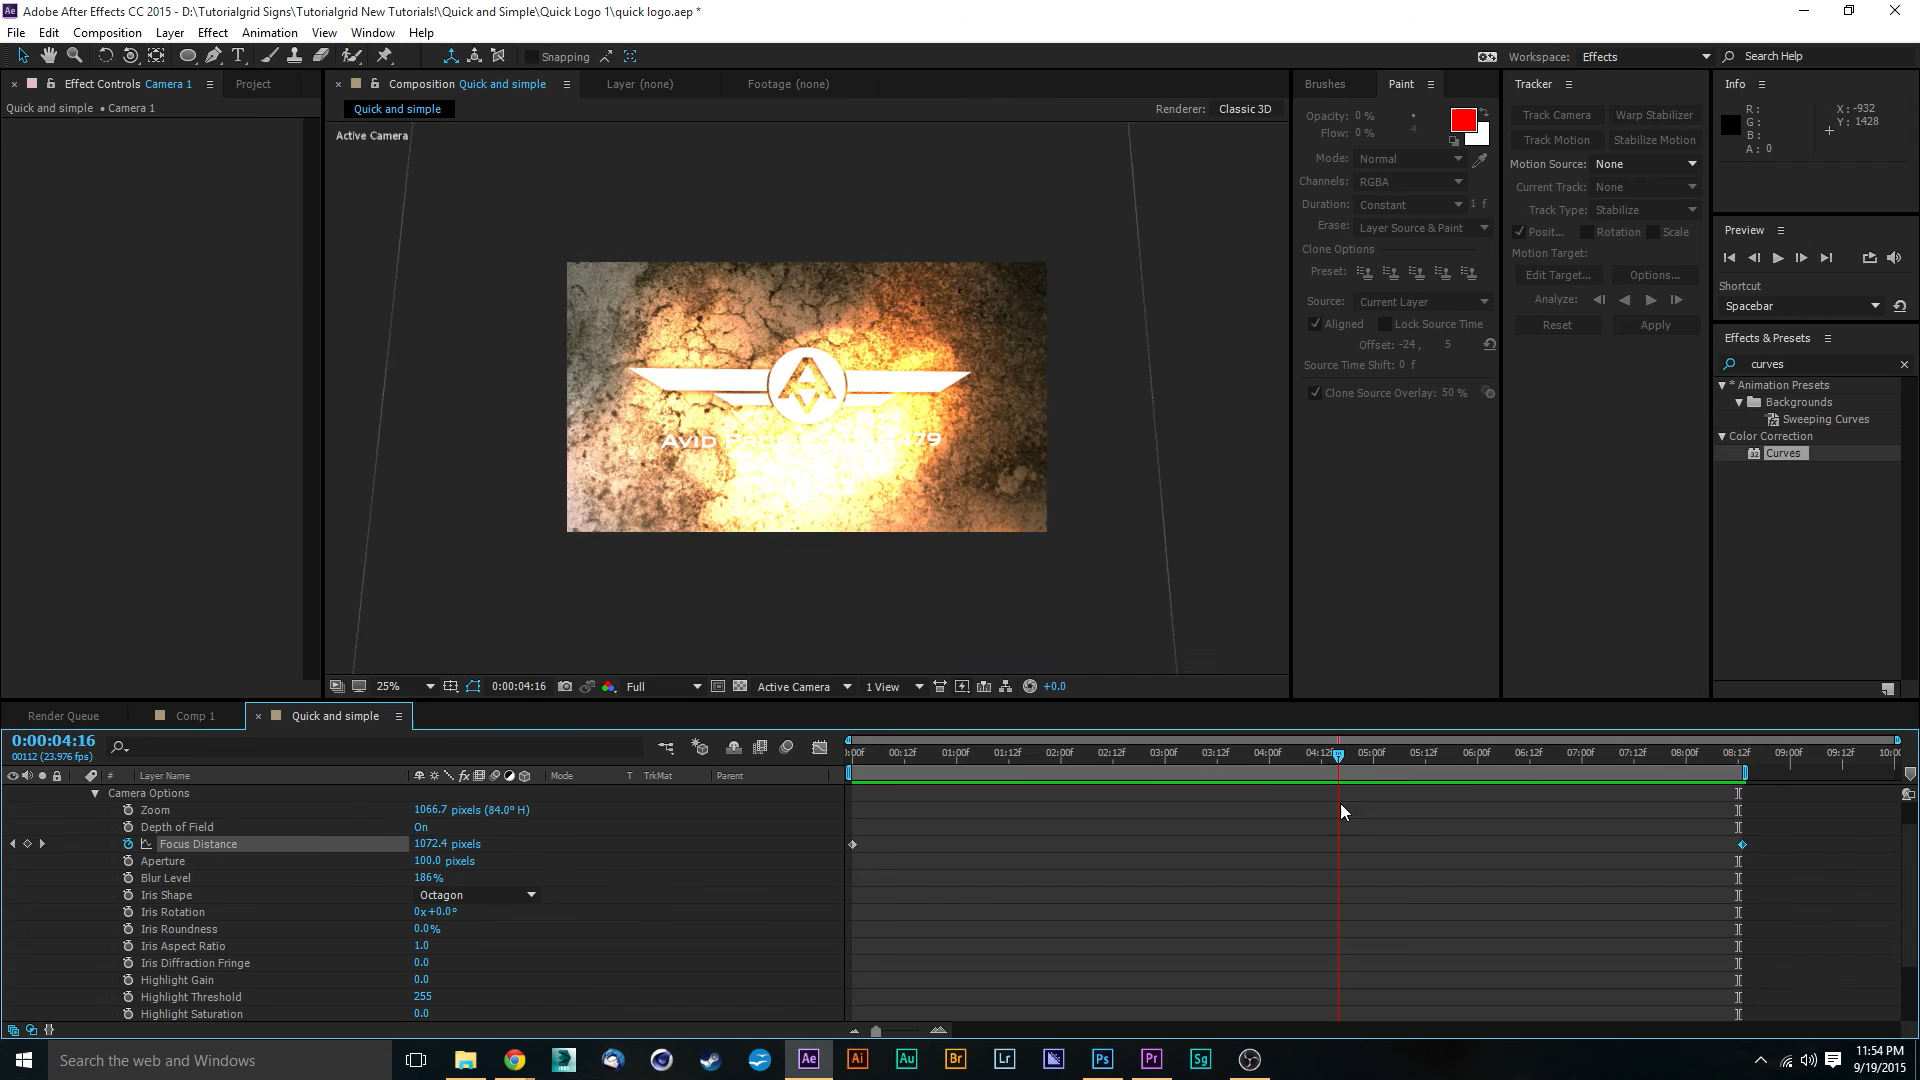 Adobe After Effects CC 2015 - D:\Tutorialgrid Signs\Tutorialgrid New Tutorials!\Quick and Simple\Quick Logo 1\quick logo.aep *
File Edit Composition Layer Effect Animation View Window Help
Snapping Workspace: Effects Search Help
Effect Controls Camera 1 Project Composition Quick and simple Layer (none) Footage (none) Brushes Paint Tracker Info
Quick and simple • Camera 1
Quick and simple Renderer: Classic 3D
Active Camera
Opacity: 0 %
Flow: 0 %
Mode: Normal
Channels: RGBA
Duration: Constant 1 f
Erase: Layer Source & Paint
Clone Options
Preset:
Source: Current Layer
Aligned Lock Source Time
Offset: -24 , 5
Source Time Shift: 0 f
Clone Source Overlay: 50 %
Track Camera Warp Stabilizer
Track Motion Stabilize Motion
Motion Source: None
Current Track: None
Track Type: Stabilize
Posit... Rotation Scale
Motion Target:
Edit Target... Options...
Analyze:
Reset Apply
R :
G :
B :
A : 0
X : -932
Y : 1428
Preview
Shortcut
Spacebar
Effects & Presets
curves
* Animation Presets
Backgrounds
Sweeping Curves
Color Correction
Curves
Avid
479
25% 0:00:04:16 Full Active Camera 1 View +0.0
Render Queue Comp 1 Quick and simple
0:00:04:16
00112 (23.976 fps)
:00f 00:12f 01:00f 01:12f 02:00f 02:12f 03:00f 03:12f 04:00f 04:12f 05:00f 05:12f 06:00f 06:12f 07:00f 07:12f 08:00f 08:12f 09:00f 09:12f 10:00
# Layer Name Mode T TrkMat Parent
Camera Options
Zoom 1066.7 pixels (84.0° H)
Depth of Field On
Focus Distance 1072.4 pixels
Aperture 100.0 pixels
Blur Level 186%
Iris Shape Octagon
Iris Rotation 0x+0.0°
Iris Roundness 0.0%
Iris Aspect Ratio 1.0
Iris Diffraction Fringe 0.0
Highlight Gain 0.0
Highlight Threshold 255
Highlight Saturation 0.0
Search the web and Windows
Ae Ai Au Br Lr Ps Pr Sg
11:54 PM
9/19/2015